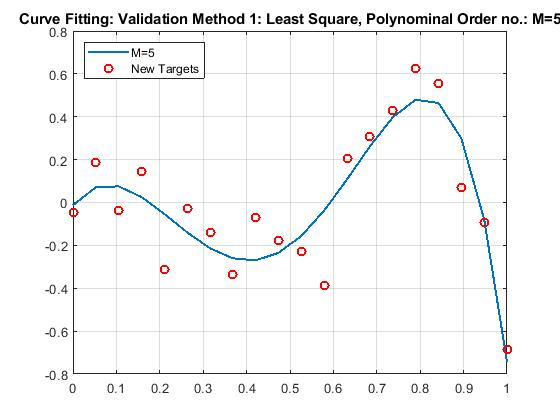 Curve Fitting: Validation Method 1: Least Square, Polynominal Order no.: M=5
0.8
M=5
New Targets
0.6
0.4
0.2
0
-0.2
-0.4
-0.6
-0.8
0 0.1 0.2 0.3 0.4 0.5 0.6 0.7 0.8 0.9 1